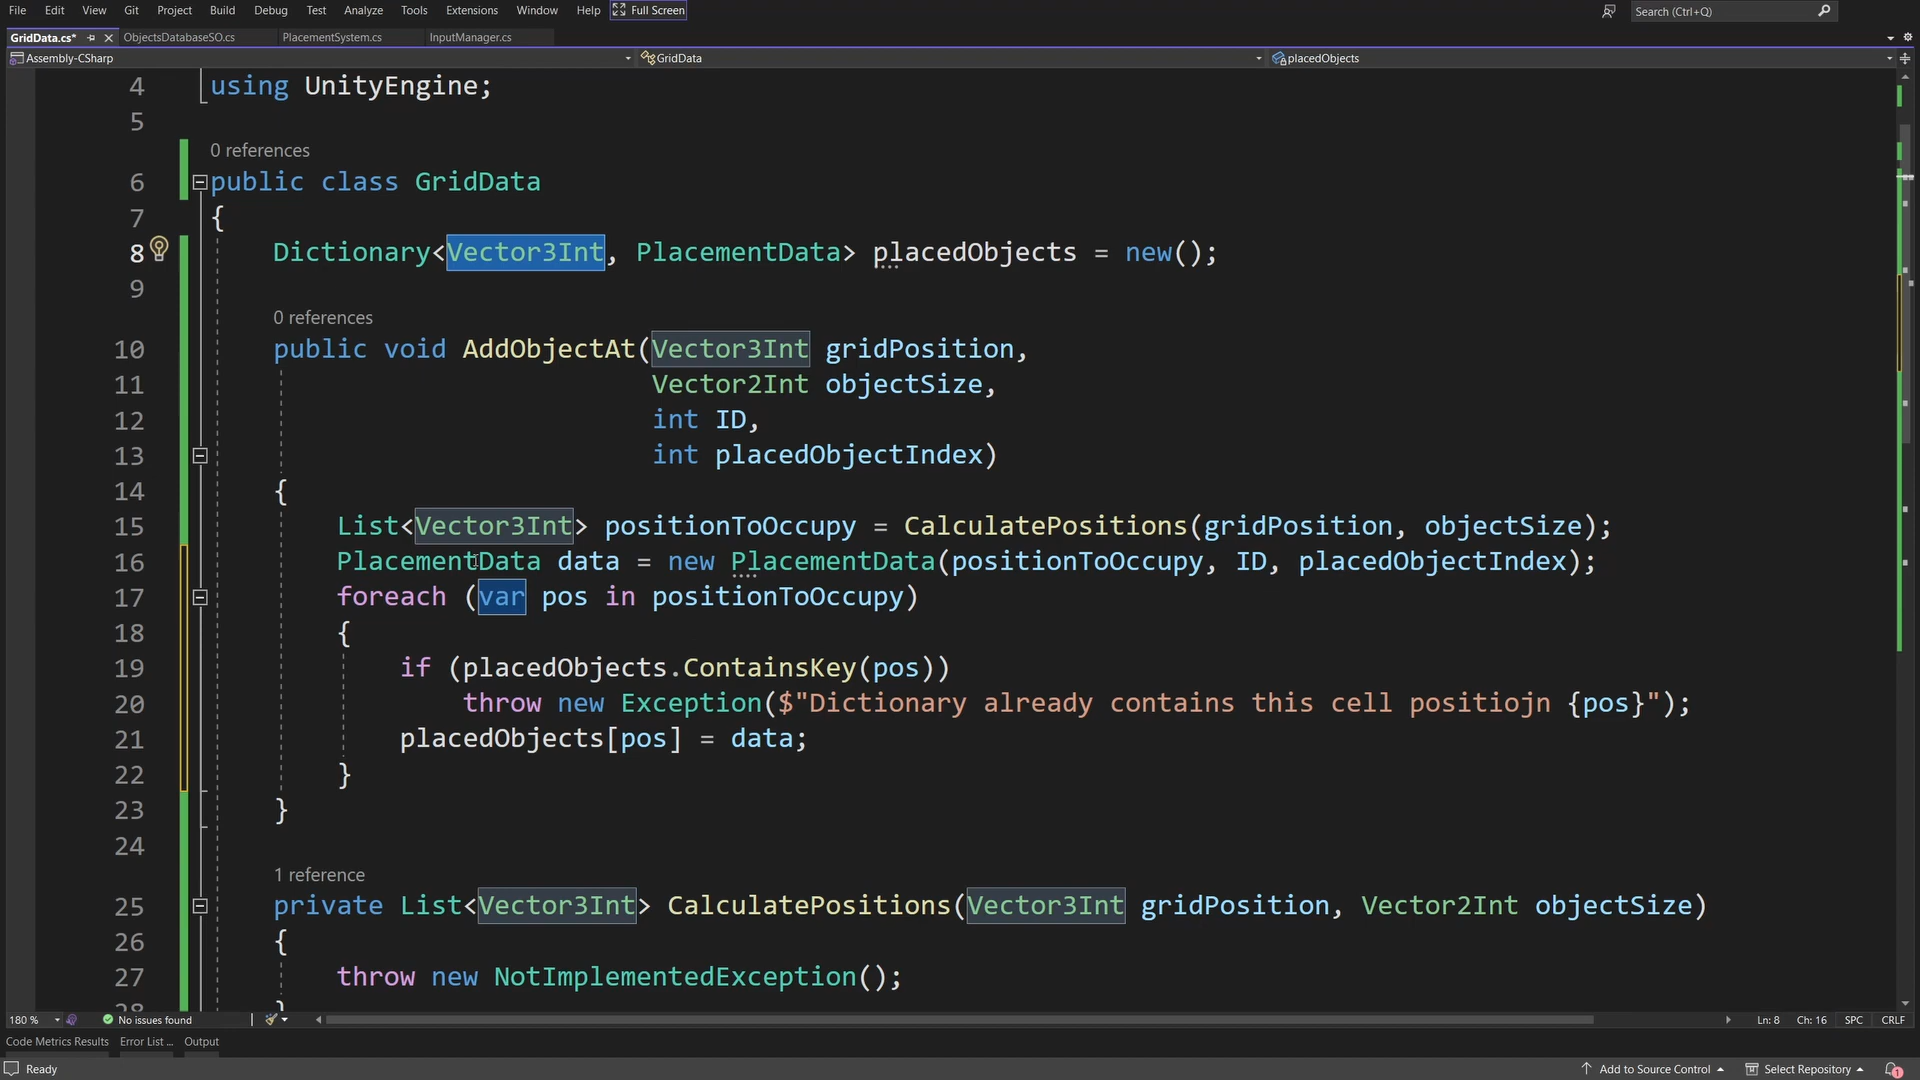 File Edit View Git Project Build Debug Test Analyze Tools Extensions Window Help Full Screen Search (Ctrl+Q)
GridData.cs* ObjectsDatabaseSO.cs PlacementSystem.cs InputManager.cs
Assembly-CSharp GridData placedObjects
4 using UnityEngine;
5
0 references
6 public class GridData
7 {
8 Dictionary<Vector3Int, PlacementData> placedObjects = new();
9
0 references
10 public void AddObjectAt(Vector3Int gridPosition,
11 Vector2Int objectSize,
12 int ID,
13 int placedObjectIndex)
14 {
15 List<Vector3Int> positionToOccupy = CalculatePositions(gridPosition, objectSize);
16 PlacementData data = new PlacementData(positionToOccupy, ID, placedObjectIndex);
17 foreach (var pos in positionToOccupy)
18 {
19 if (placedObjects.ContainsKey(pos))
20 throw new Exception($"Dictionary already contains this cell positiojn {pos}");
21 placedObjects[pos] = data;
22 }
23 }
24
1 reference
25 private List<Vector3Int> CalculatePositions(Vector3Int gridPosition, Vector2Int objectSize)
26 {
27 throw new NotImplementedException();
28 }
180 % No issues found Ln: 8 Ch: 16 SPC CRLF
Code Metrics Results Error List ... Output
Ready Add to Source Control Select Repository 1